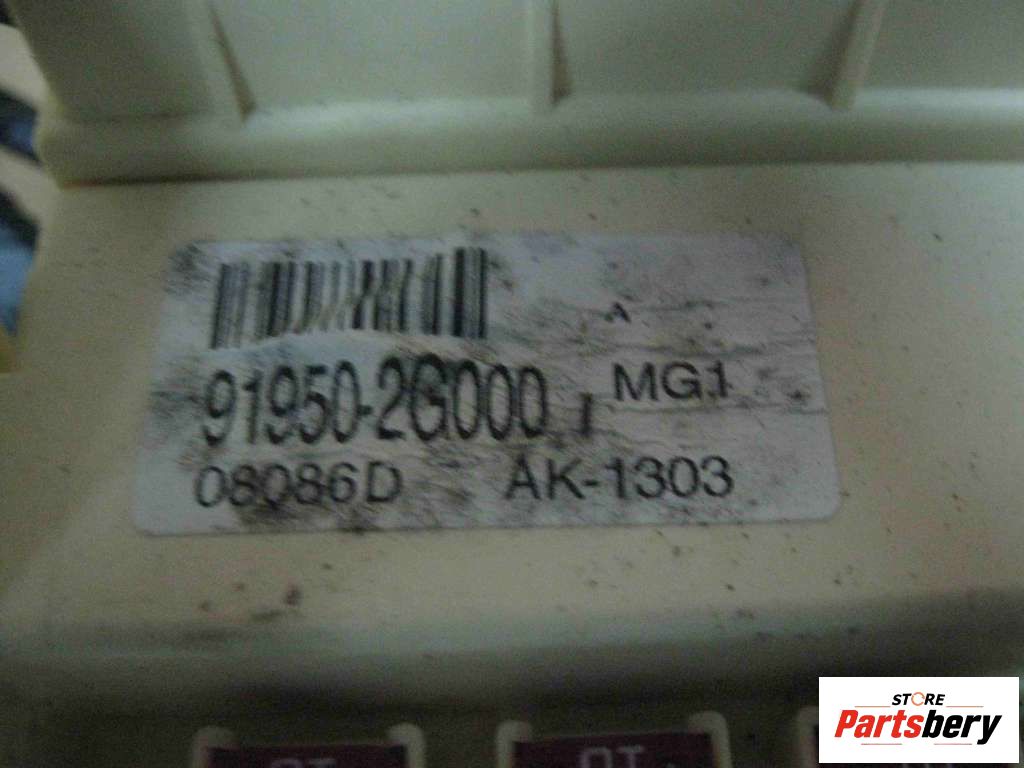 A
91950-2G000 MG1
08086D AK-1303
STORE
Partsbery